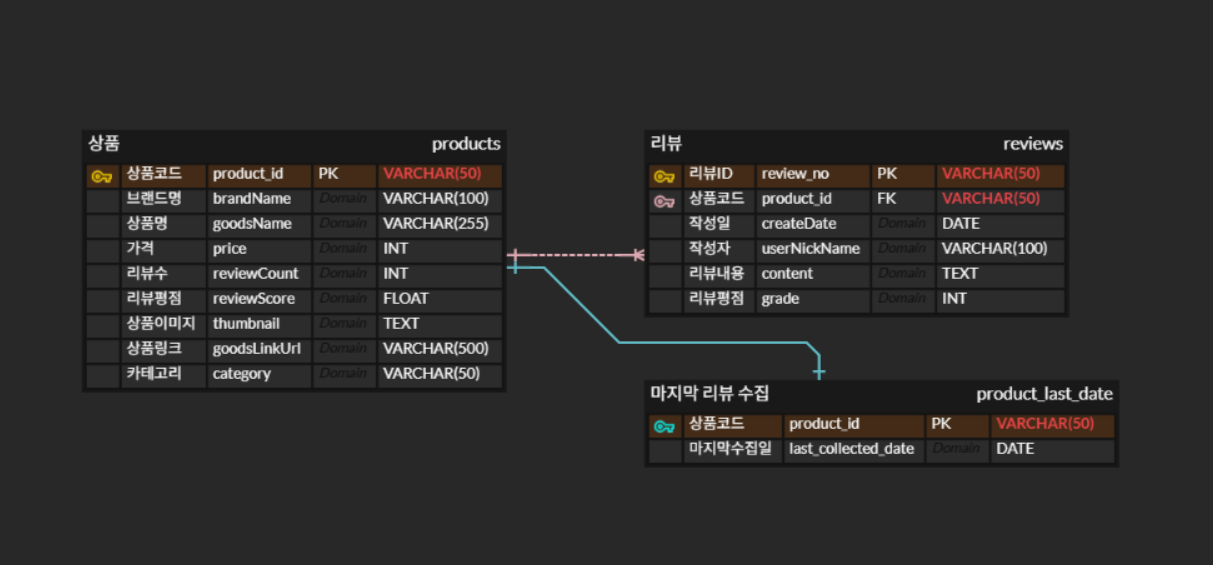 상품 products
상품코드 product_id PK VARCHAR(50)
브랜드명 brandName Domain VARCHAR(100)
상품명 goodsName Domain VARCHAR(255)
가격 price Domain INT
리뷰수 reviewCount Domain INT
리뷰평점 reviewScore Domain FLOAT
상품이미지 thumbnail Domain TEXT
상품링크 goodsLinkUrl Domain VARCHAR(500)
카테고리 category Domain VARCHAR(50)
리뷰 reviews
리뷰ID review_no PK VARCHAR(50)
상품코드 product_id FK VARCHAR(50)
작성일 createDate Domain DATE
작성자 userNickName Domain VARCHAR(100)
리뷰내용 content Domain TEXT
리뷰평점 grade Domain INT
마지막 리뷰 수집 product_last_date
상품코드 product_id PK VARCHAR(50)
마지막수집일 last_collected_date Domain DATE